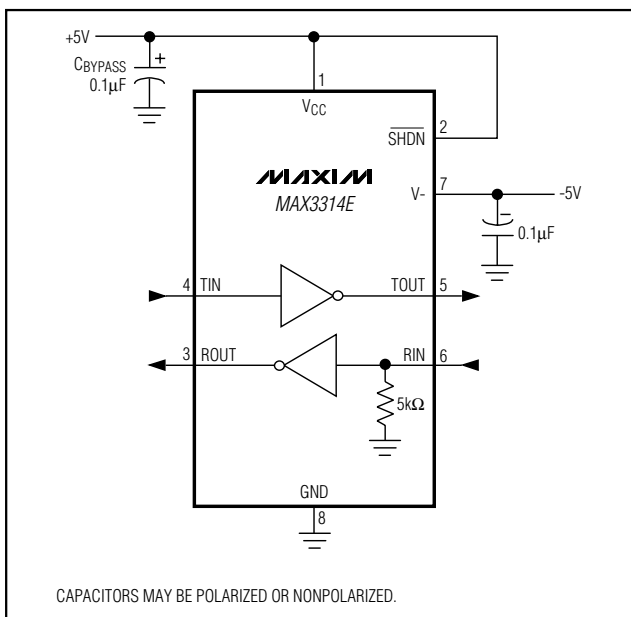 +5V
CBYPASS
0.1µF
+
1
VCC
2
SHDN
MAXIM
MAX3314E
V-
7
-5V
0.1µF
4 TIN
TOUT 5
3 ROUT
RIN 6
5kΩ
GND
8
CAPACITORS MAY BE POLARIZED OR NONPOLARIZED.